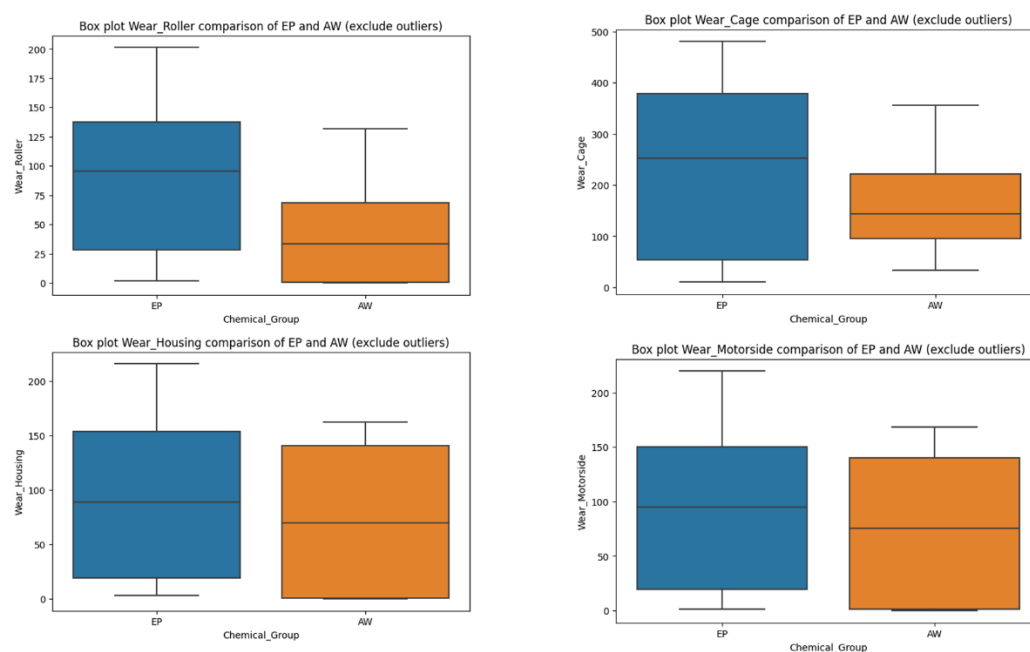 Box plot Wear_Roller comparison of EP and AW (exclude outliers)
200
175
150
125
100
75
50
25
0
Wear_Roller
EP
AW
Chemical_Group
Box plot Wear_Cage comparison of EP and AW (exclude outliers)
500
400
300
200
100
0
Wear_Cage
EP
AW
Chemical_Group
Box plot Wear_Housing comparison of EP and AW (exclude outliers)
200
150
100
50
0
Wear_Housing
EP
AW
Chemical_Group
Box plot Wear_Motorside comparison of EP and AW (exclude outliers)
200
150
100
50
0
Wear_Motorside
EP
AW
Chemical_Group